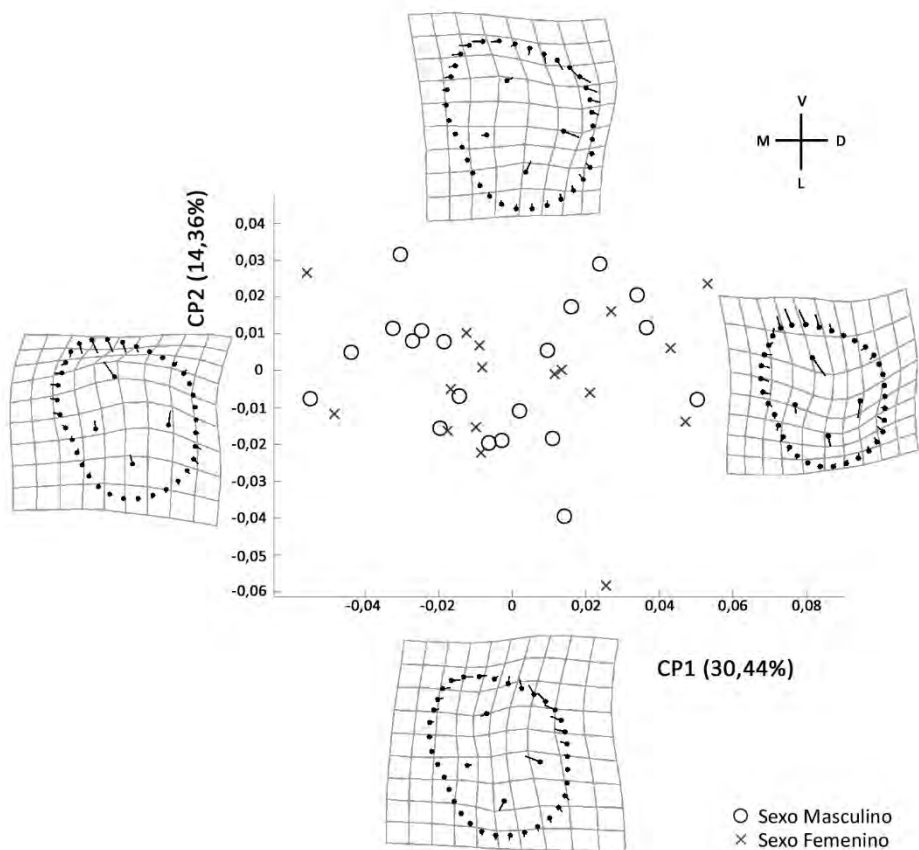 V
M D
L
CP2 (14,36%)
0,04
0,03
0,02
0,01
0
-0,01
-0,02
-0,03
-0,04
-0,05
-0,06
-0,04 -0,02 0 0,02 0,04 0,06 0,08
CP1 (30,44%)
Sexo Masculino
Sexo Femenino